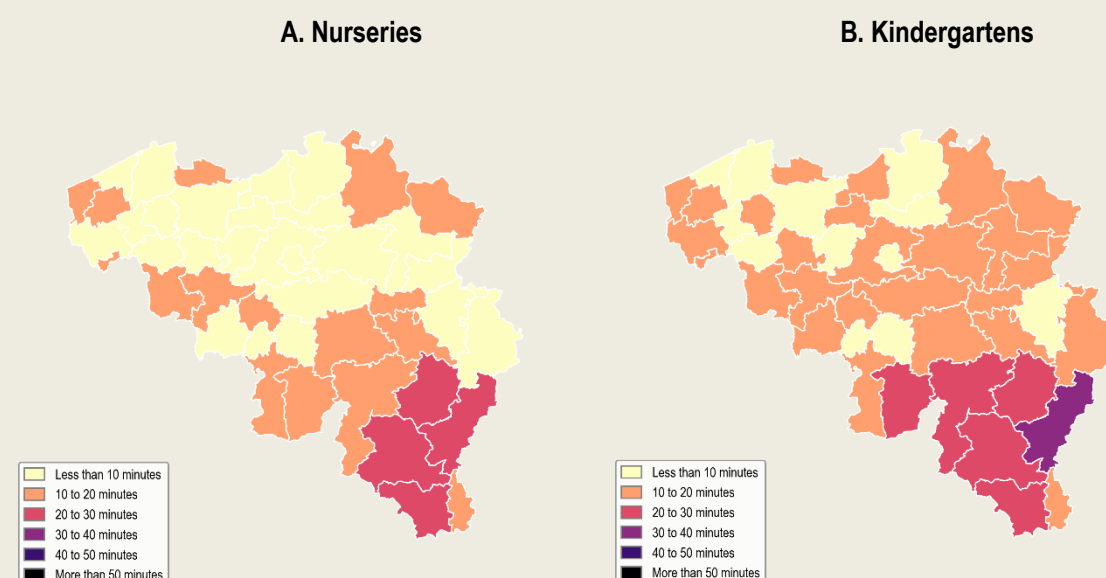 A. Nurseries
B. Kindergartens
Less than 10 minutes
10 to 20 minutes
20 to 30 minutes
30 to 40 minutes
40 to 50 minutes
More than 50 minutes
Less than 10 minutes
10 to 20 minutes
20 to 30 minutes
30 to 40 minutes
40 to 50 minutes
More than 50 minutes